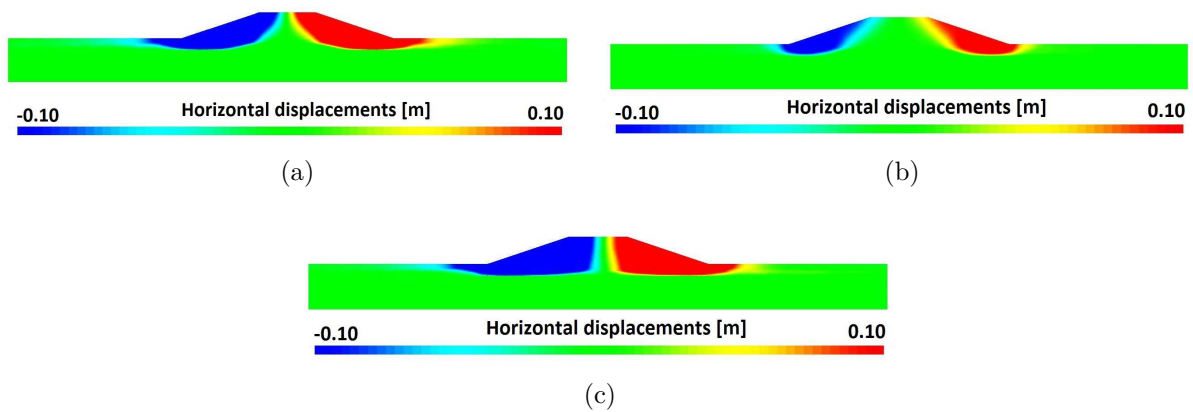 Horizontal displacements [m]
-0.10 0.10
(a)
Horizontal displacements [m]
-0.10 0.10
(b)
Horizontal displacements [m]
-0.10 0.10
(c)